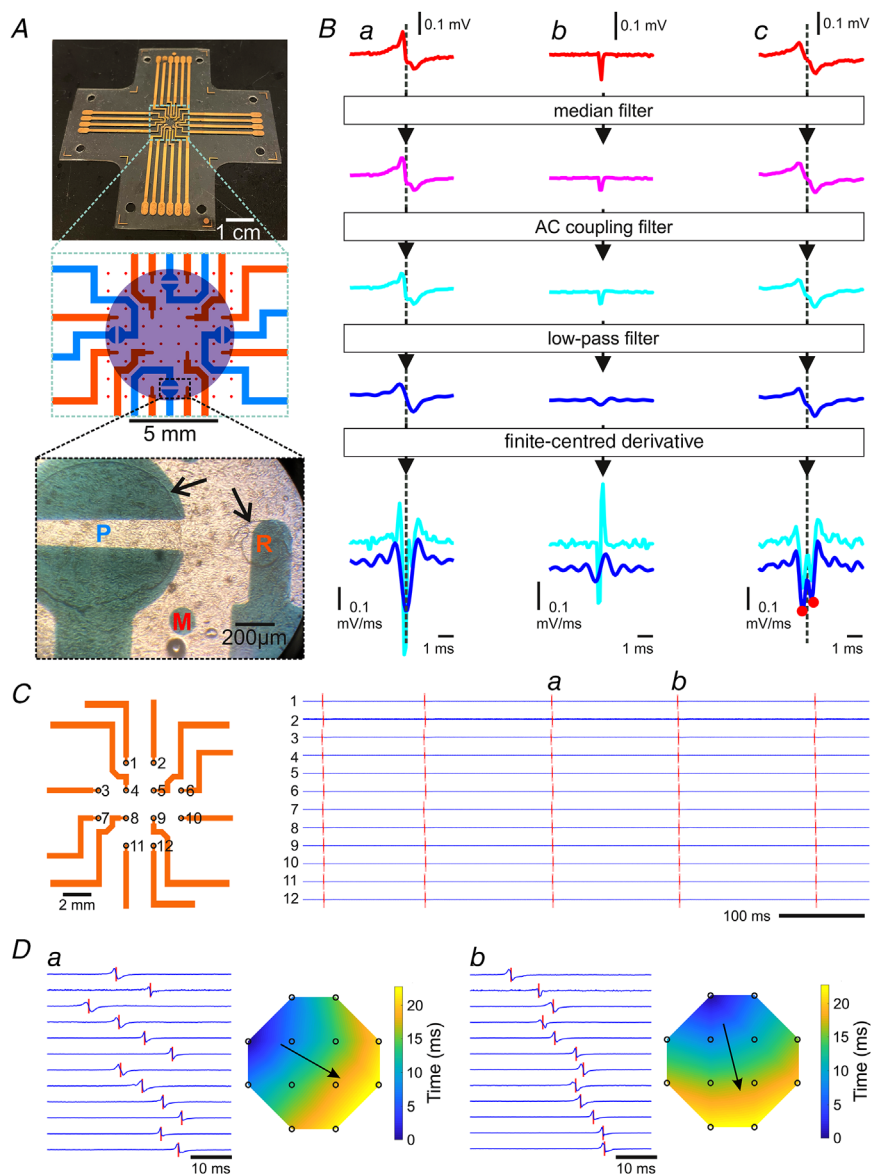 A
1 cm
5 mm
P
R
M
200µm
B
a
0.1 mV
b
0.1 mV
c
0.1 mV
median filter
AC coupling filter
low-pass filter
finite-centred derivative
0.1
mV/ms
1 ms
0.1
mV/ms
1 ms
0.1
mV/ms
1 ms
C
1 2
3 4 5 6
7 8 9 10
11 12
2 mm
a b
1
2
3
4
5
6
7
8
9
10
11
12
100 ms
D
a
10 ms
20
15
10
5
0
Time (ms)
b
10 ms
20
15
10
5
0
Time (ms)